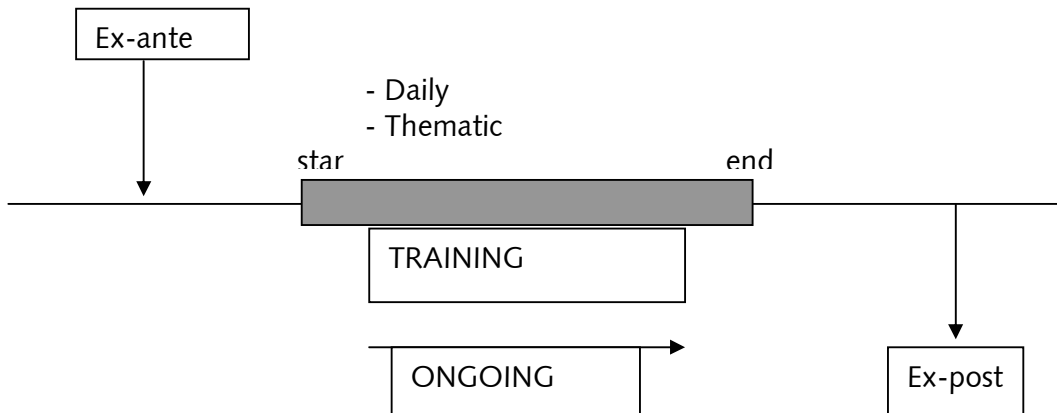 Ex-ante
- Daily
- Thematic
star
end
TRAINING
ONGOING
Ex-post